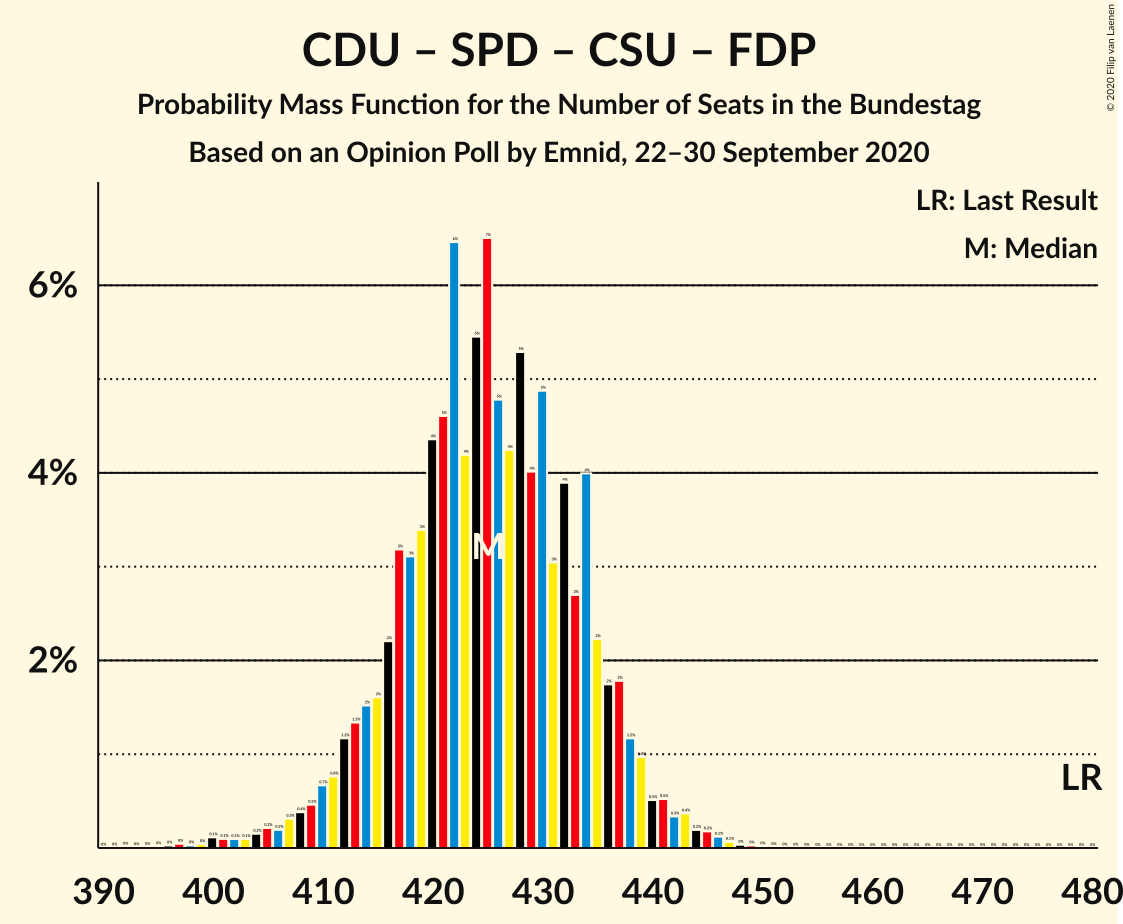 CDU – SPD – CSU – FDP
Probability Mass Function for the Number of Seats in the Bundestag
Based on an Opinion Poll by Emnid, 22–30 September 2020
© 2020 Filip van Laenen
LR: Last Result
M: Median
6%
4%
2%
M
LR
390 400 410 420 430 440 450 460 470 480